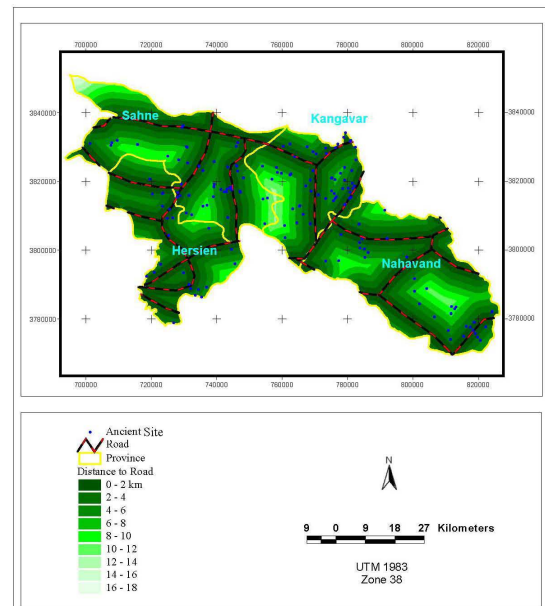 700000 720000 740000 760000 780000 800000 820000
3840000 3840000
Sahne Kangavar
3820000 3820000
3800000 3800000
Hersien Nahavand
3780000 3780000
700000 720000 740000 760000 780000 800000 820000
Ancient Site
Road
Province
Distance to Road
0 - 2 km
2 - 4
4 - 6
6 - 8
8 - 10
10 - 12
12 - 14
14 - 16
16 - 18
N
9 0 9 18 27 Kilometers
UTM 1983
Zone 38